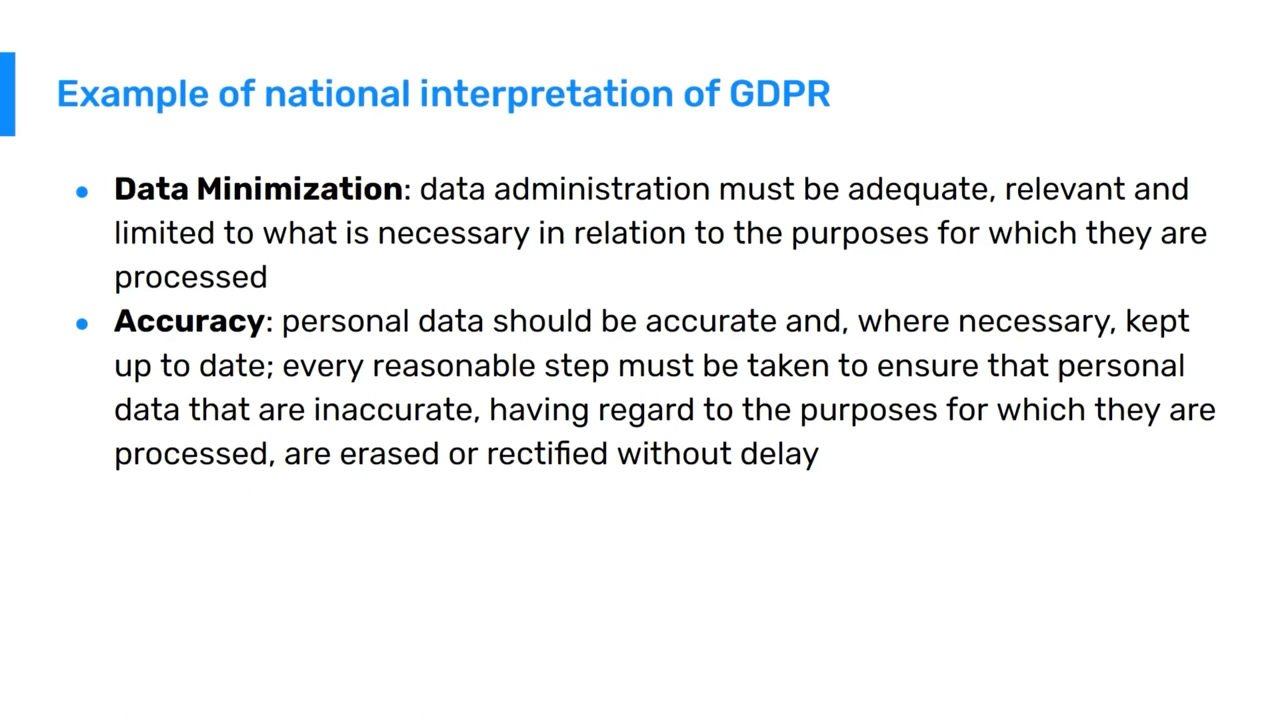 Example of national interpretation of GDPR
● Data Minimization: data administration must be adequate, relevant and
limited to what is necessary in relation to the purposes for which they are
processed
● Accuracy: personal data should be accurate and, where necessary, kept
up to date; every reasonable step must be taken to ensure that personal
data that are inaccurate, having regard to the purposes for which they are
processed, are erased or rectified without delay